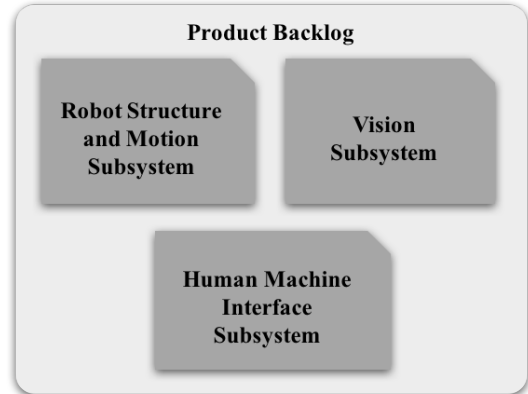 Product Backlog
Robot Structure
and Motion
Subsystem
Vision
Subsystem
Human Machine
Interface
Subsystem